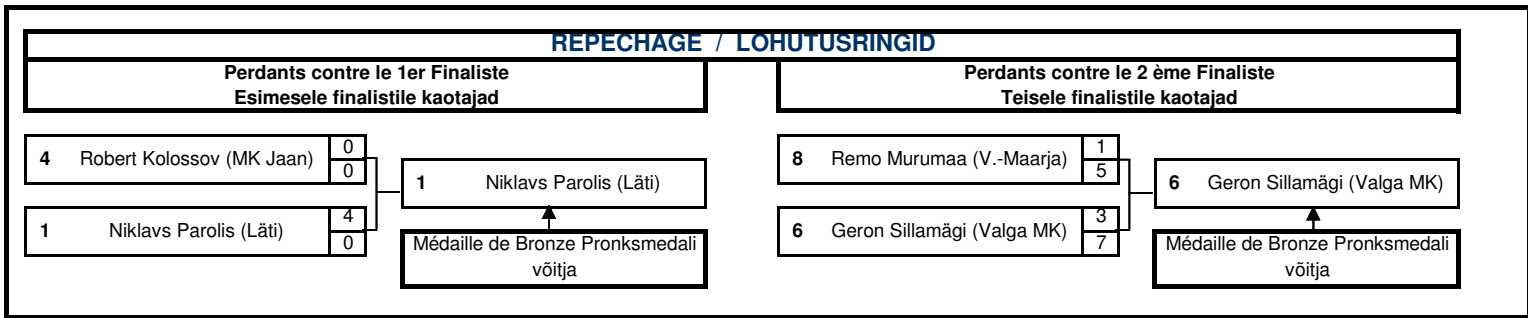 REPECHAGE / LOHUTUSRINGID
Perdants contre le 1er Finaliste
Esimesele finalistile kaotajad
Perdants contre le 2 ème Finaliste
Teisele finalistile kaotajad
4 Robert Kolossov (MK Jaan) 0
0
1 Niklavs Parolis (Läti)
1 Niklavs Parolis (Läti) 4
0
Médaille de Bronze Pronksmedali
võitja
8 Remo Murumaa (V.-Maarja) 1
5
6 Geron Sillamägi (Valga MK)
6 Geron Sillamägi (Valga MK) 3
7
Médaille de Bronze Pronksmedali
võitja